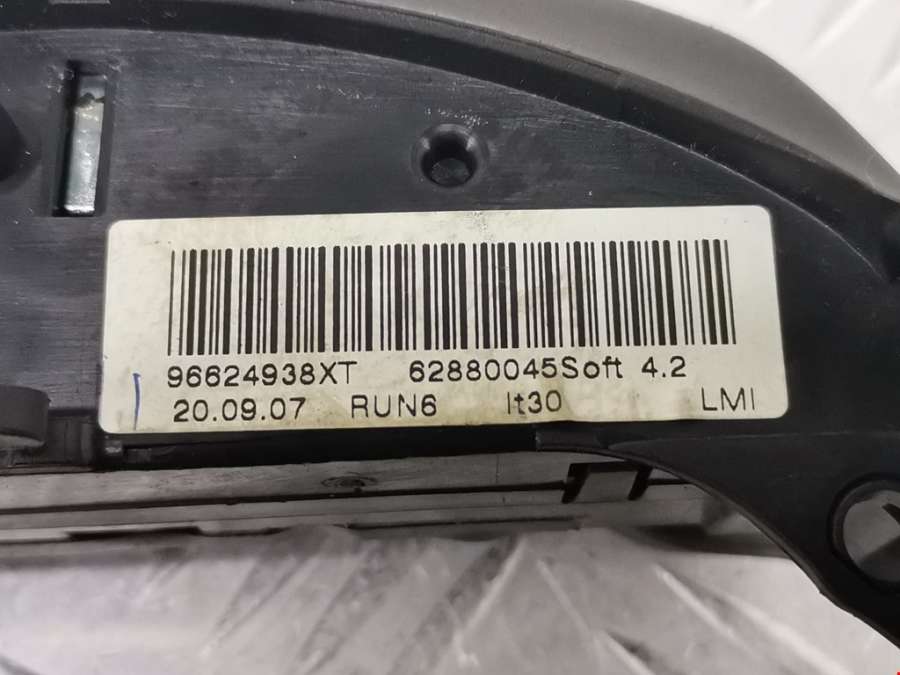 96624938XT 62880045Soft 4.2
20.09.07 RUN6 lt30 LMI